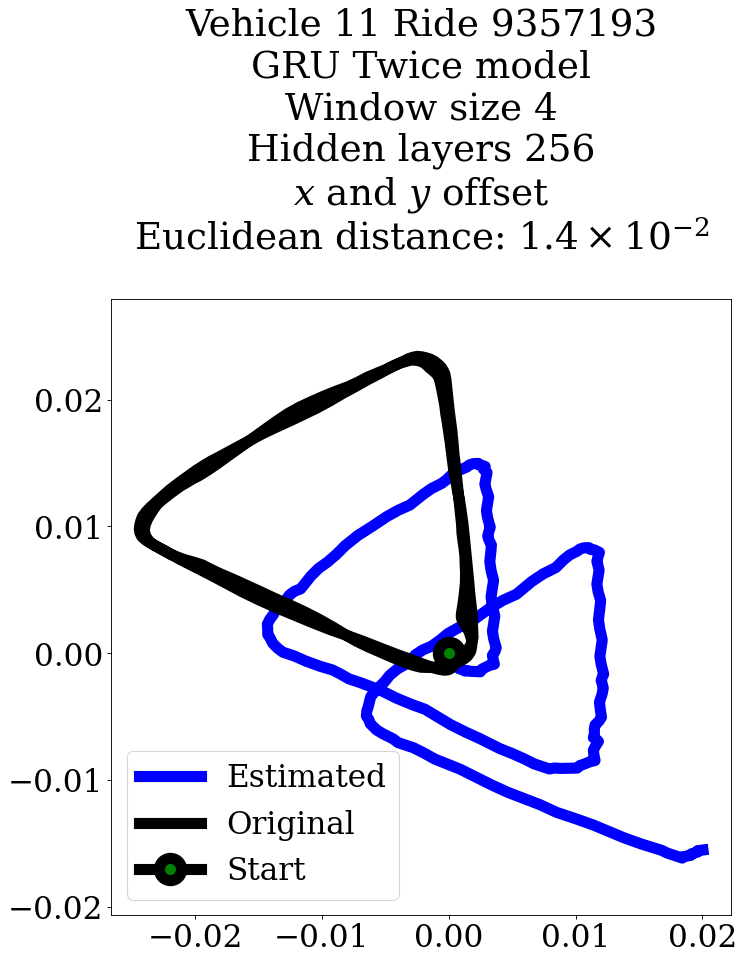 Vehicle 11 Ride 9357193
GRU Twice model
Window size 4
Hidden layers 256
x and y offset
Euclidean distance: 1.4 × 10⁻²
0.02
0.01
0.00
−0.01
−0.02
Estimated
Original
Start
−0.02 −0.01 0.00 0.01 0.02